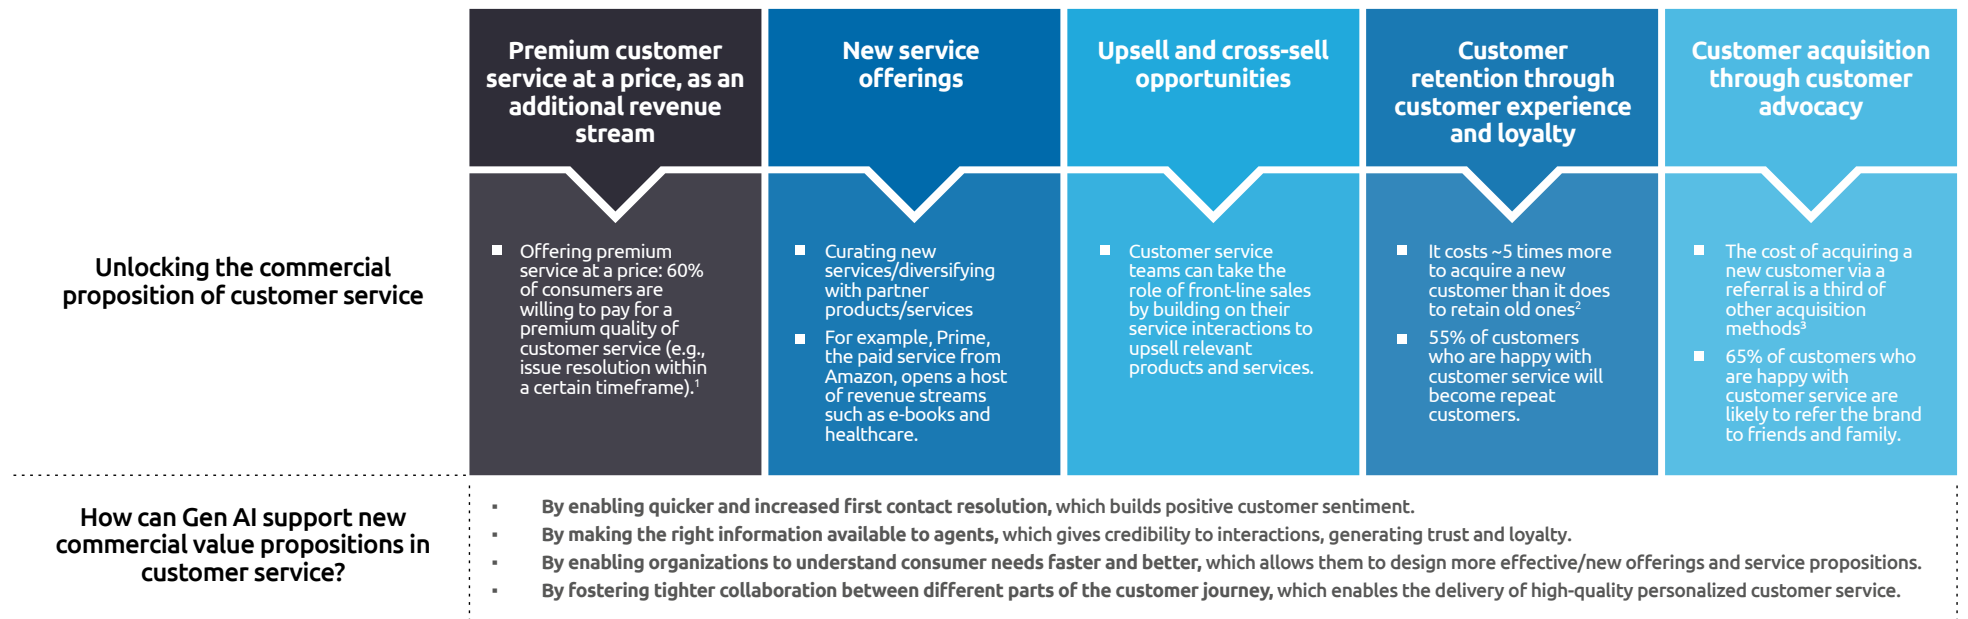 Premium customer
service at a price, as an
additional revenue
stream
New service
offerings
Upsell and cross-sell
opportunities
Customer
retention through
customer experience
and loyalty
Customer acquisition
through customer
advocacy
Unlocking the commercial
proposition of customer service
▪ Offering premium
service at a price: 60%
of consumers are
willing to pay for a
premium quality of
customer service (e.g.,
issue resolution within
a certain timeframe).¹
▪ Curating new
services/diversifying
with partner
products/services
▪ For example, Prime,
the paid service from
Amazon, opens a host
of revenue streams
such as e-books and
healthcare.
▪ Customer service
teams can take the
role of front-line sales
by building on their
service interactions to
upsell relevant
products and services.
▪ It costs ~5 times more
to acquire a new
customer than it does
to retain old ones²
▪ 55% of customers
who are happy with
customer service will
become repeat
customers.
▪ The cost of acquiring a
new customer via a
referral is a third of
other acquisition
methods³
▪ 65% of customers who
are happy with
customer service are
likely to refer the brand
to friends and family.
How can Gen AI support new
commercial value propositions in
customer service?
▪ By enabling quicker and increased first contact resolution, which builds positive customer sentiment.
▪ By making the right information available to agents, which gives credibility to interactions, generating trust and loyalty.
▪ By enabling organizations to understand consumer needs faster and better, which allows them to design more effective/new offerings and service propositions.
▪ By fostering tighter collaboration between different parts of the customer journey, which enables the delivery of high-quality personalized customer service.